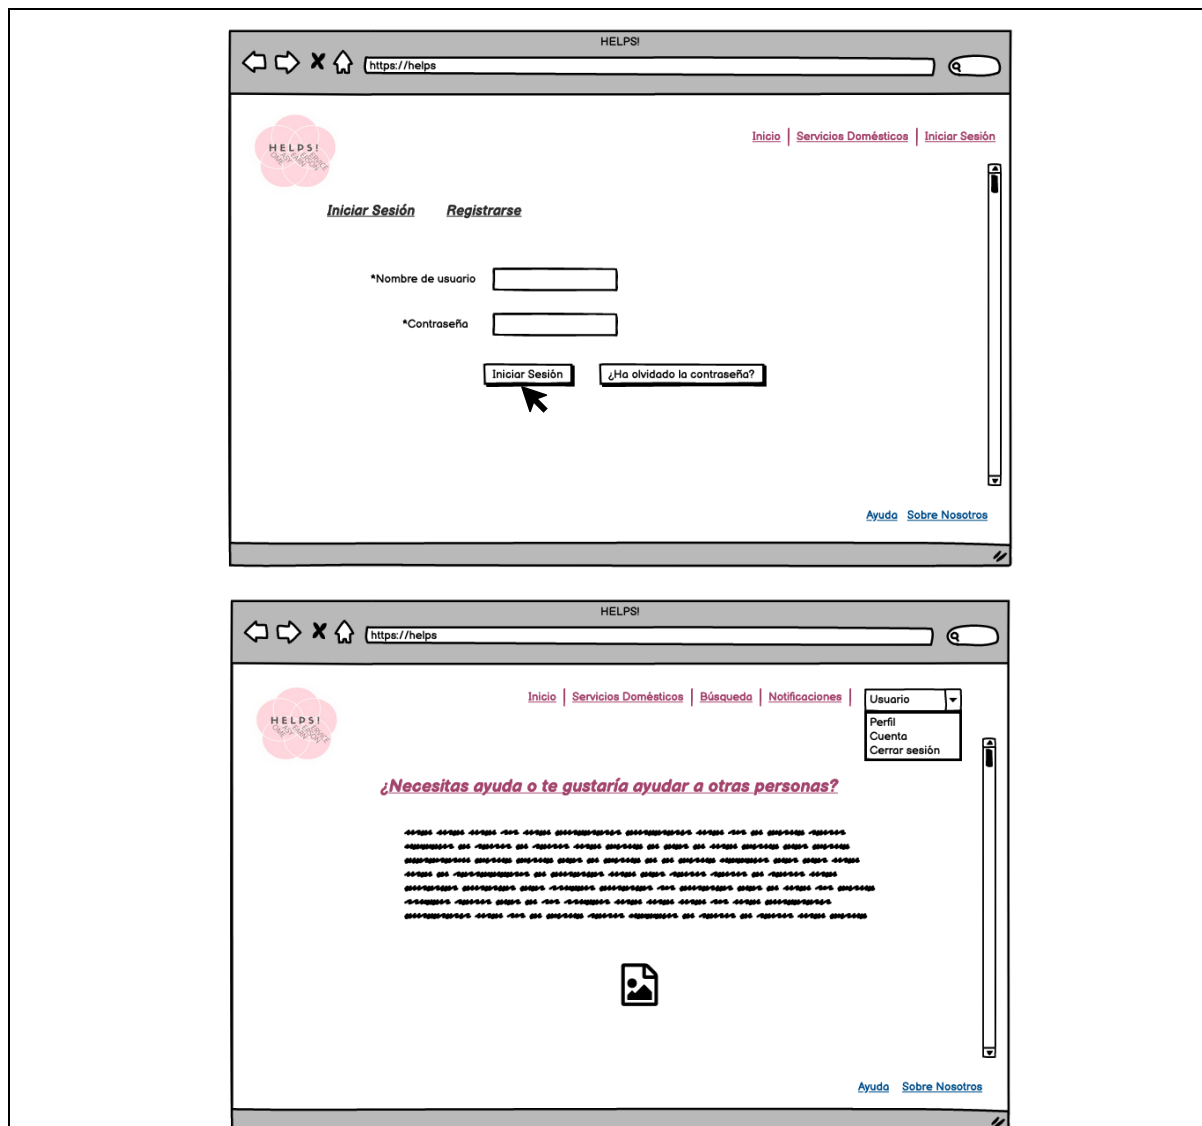 HELPS!
https://helps
HELPS!
Inicio | Servicios Domésticos | Iniciar Sesión
Iniciar Sesión Registrarse
*Nombre de usuario
*Contraseña
Iniciar Sesión ¿Ha olvidado la contraseña?
Ayuda Sobre Nosotros
HELPS!
https://helps
HELPS!
Inicio | Servicios Domésticos | Búsqueda | Notificaciones | Usuario
Perfil
Cuenta
Cerrar sesión
¿Necesitas ayuda o te gustaría ayudar a otras personas?
Ayuda Sobre Nosotros